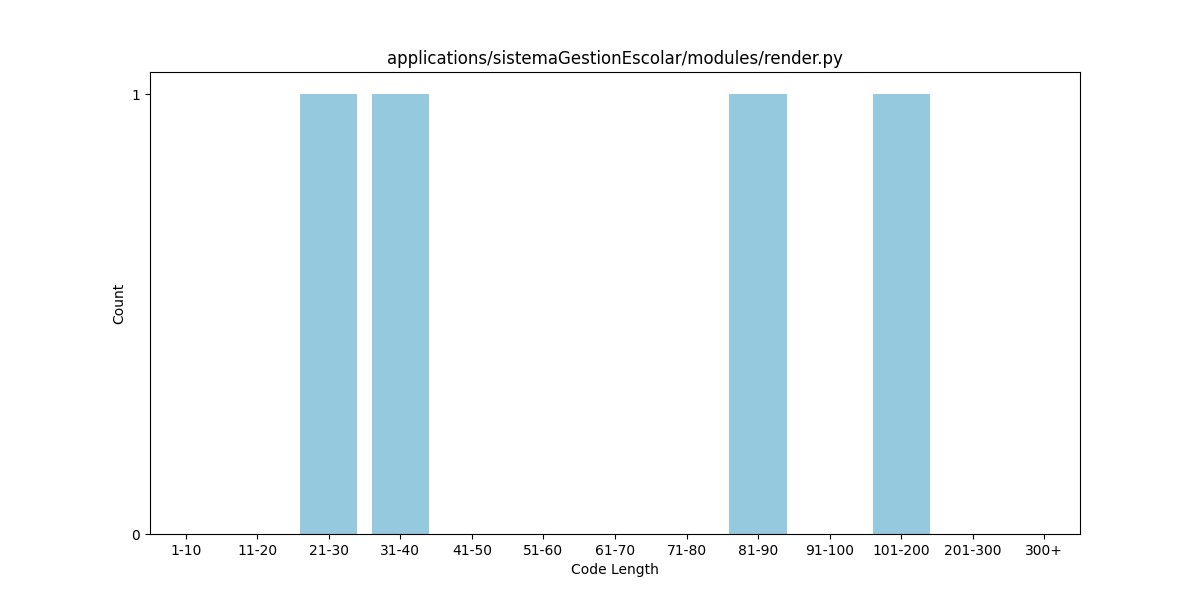 applications/sistemaGestionEscolar/modules/render.py
1
Count
0
1-10 11-20 21-30 31-40 41-50 51-60 61-70 71-80 81-90 91-100 101-200 201-300 300+
Code Length